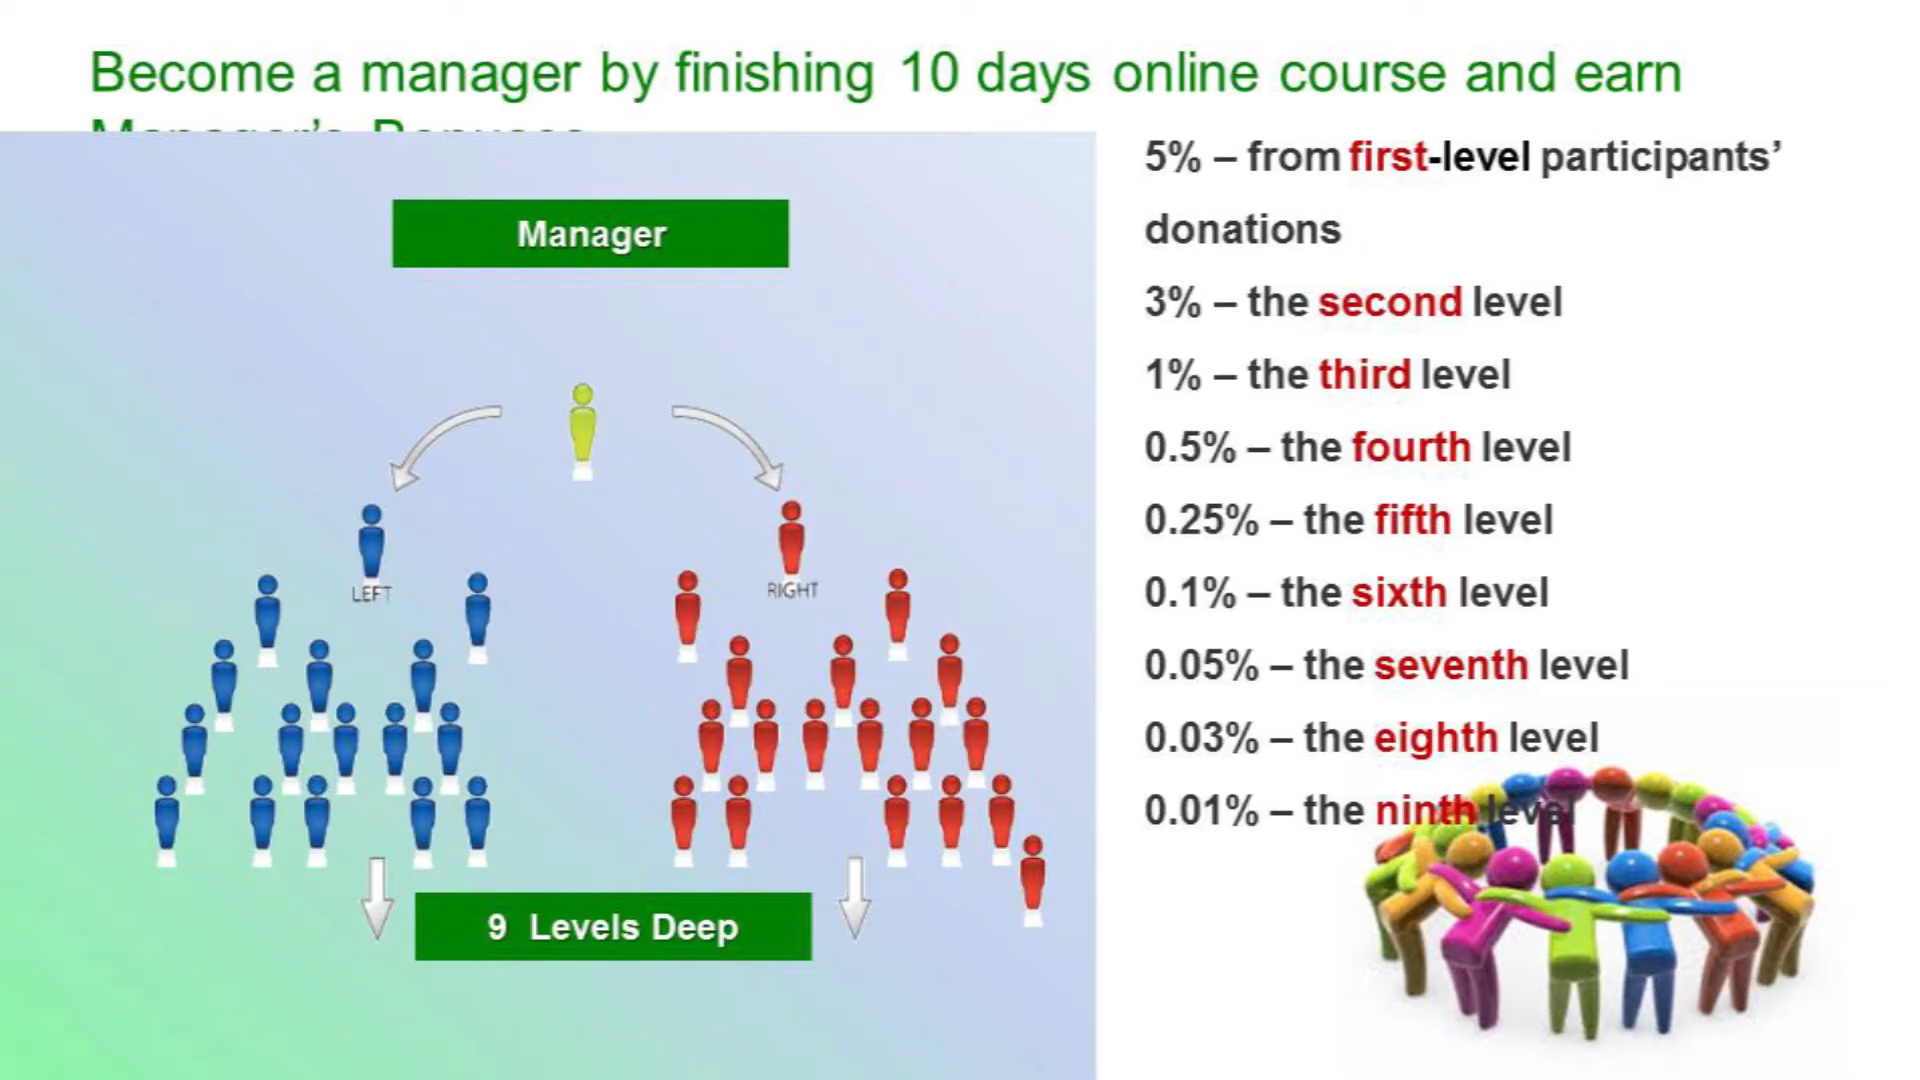 Become a manager by finishing 10 days online course and earn
Manager's Bonuses
Manager
LEFT
RIGHT
9 Levels Deep
5% – from first-level participants’
donations
3% – the second level
1% – the third level
0.5% – the fourth level
0.25% – the fifth level
0.1% – the sixth level
0.05% – the seventh level
0.03% – the eighth level
0.01% – the ninth level